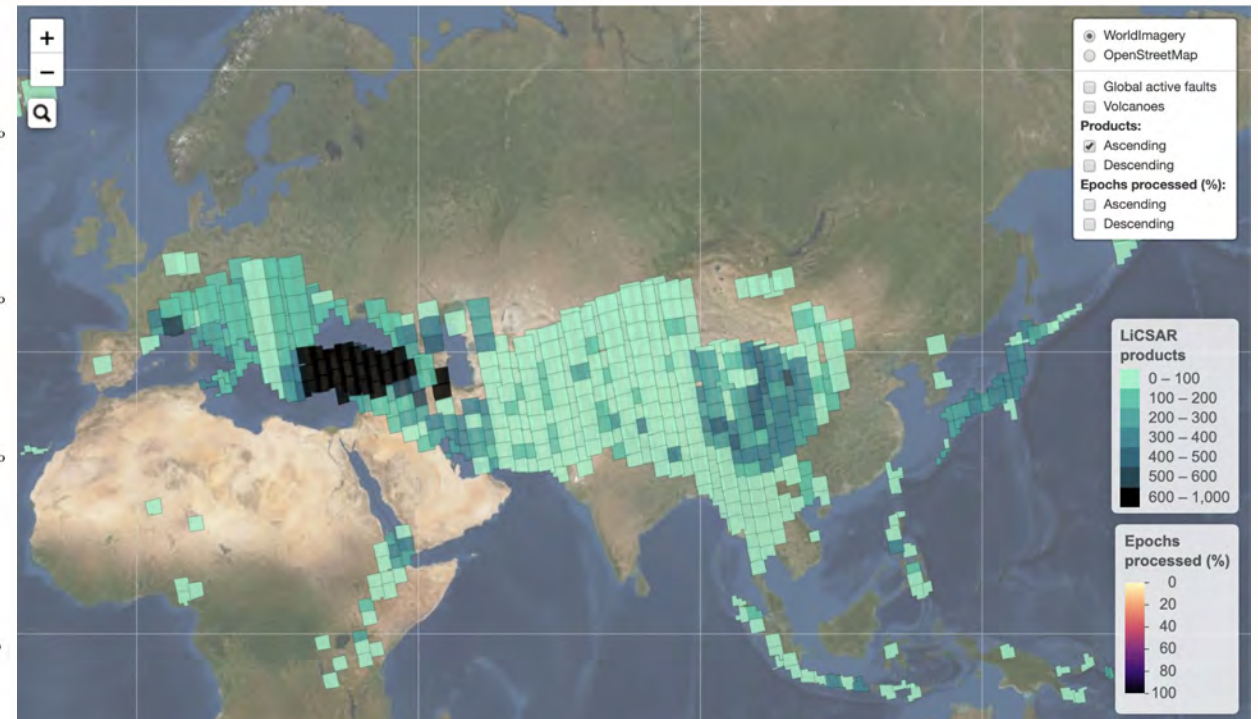 +
−
WorldImagery
OpenStreetMap
Global active faults
Volcanoes
Products:
Ascending
Descending
Epochs processed (%):
Ascending
Descending
LiCSAR
products
0 – 100
100 – 200
200 – 300
300 – 400
400 – 500
500 – 600
600 – 1,000
Epochs
processed (%)
0
20
40
60
80
100